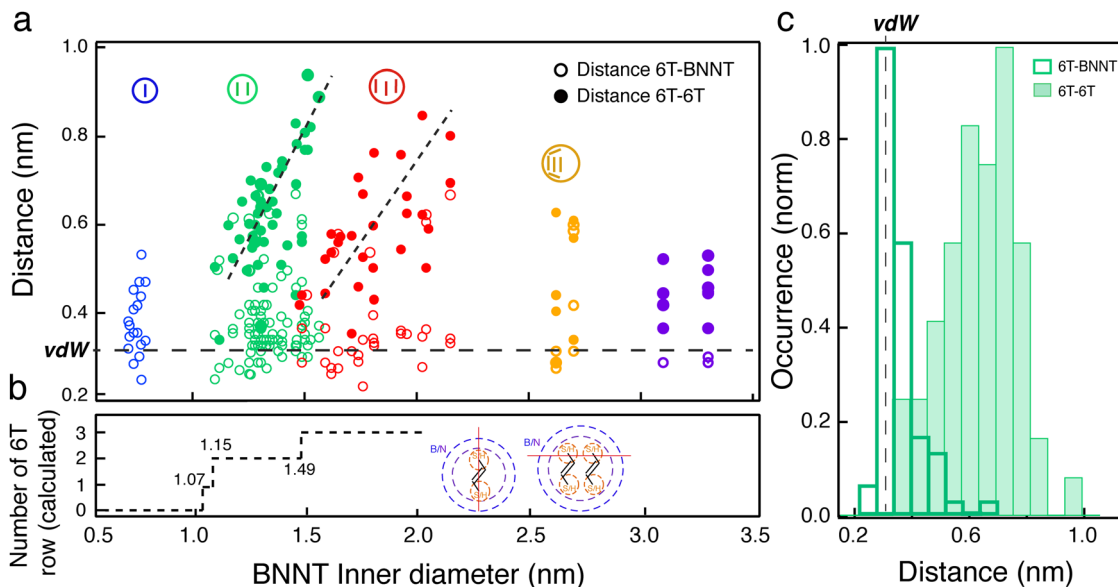 a
1.0
0.8
0.6
0.4
0.2
Distance (nm)
vdW
I
II
III
III
Distance 6T-BNNT
Distance 6T-6T
b
Number of 6T
row (calculated)
3
2
1
0
1.07
1.15
1.49
B/N
S/H
S/H
B/N
S/H
S/H
S/H
S/H
0.5
1.0
1.5
2.0
2.5
3.0
3.5
BNNT Inner diameter (nm)
c
vdW
6T-BNNT
6T-6T
1.0
0.8
0.6
0.4
0.2
0.0
Occurrence (norm)
0.2
0.6
1.0
Distance (nm)